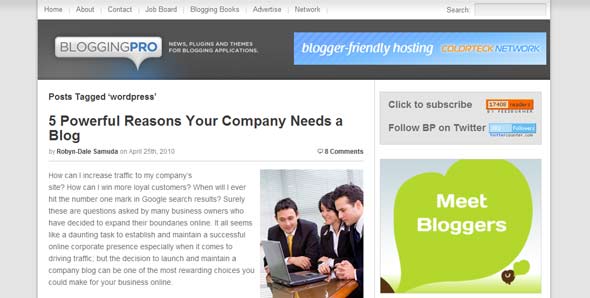 Home About Contact Job Board Blogging Books Advertise Network Search:
BLOGGINGPRO
NEWS, PLUGINS AND THEMES
FOR BLOGGING APPLICATIONS.
blogger-friendly hosting COLORTECK NETWORK
Posts Tagged ‘wordpress’
5 Powerful Reasons Your Company Needs a
Blog
by Robyn-Dale Samuda on April 25th, 2010 8 Comments
How can I increase traffic to my company's
site? How can I win more loyal customers? When will I ever
hit the number one mark in Google search results? Surely
these are questions asked by many business owners who
have decided to expand their boundaries online. It all seems
like a daunting task to establish and maintain a successful
online corporate presence especially when it comes to
driving traffic, but the decision to launch and maintain a
company blog can be one of the most rewarding choices you
could make for your business online.
Click to subscribe
17408 readers
BY FEEDBURNER
Follow BP on Twitter
Followers
twittercounter.com
Meet
Bloggers